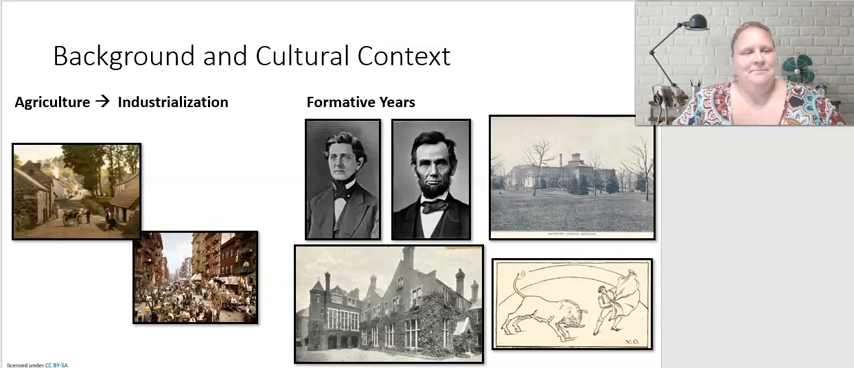 Background and Cultural Context
Agriculture → Industrialization
Formative Years
V.O.
licensed under CC BY-SA